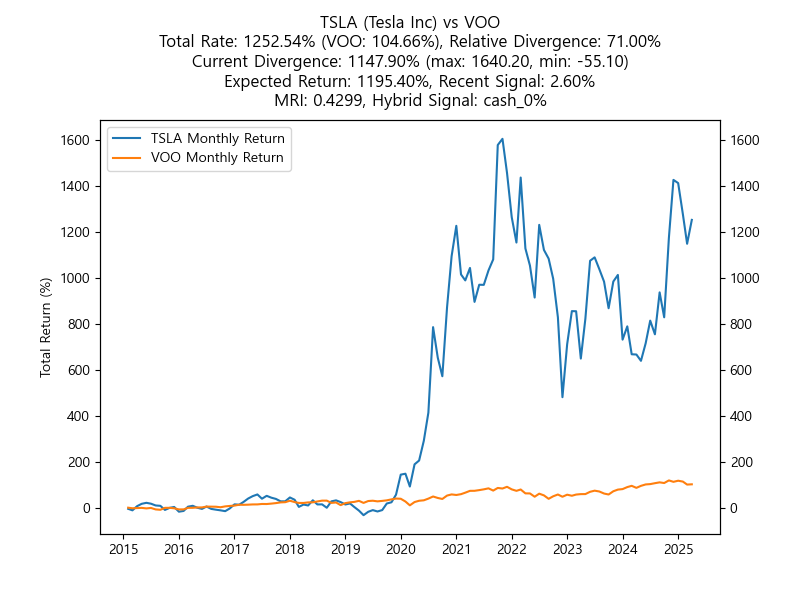 TSLA (Tesla Inc) vs VOO
Total Rate: 1252.54% (VOO: 104.66%), Relative Divergence: 71.00%
Current Divergence: 1147.90% (max: 1640.20, min: -55.10)
Expected Return: 1195.40%, Recent Signal: 2.60%
MRI: 0.4299, Hybrid Signal: cash_0%
TSLA Monthly Return
VOO Monthly Return
1600 1600
1400 1400
1200 1200
1000 1000
800 800
600 600
400 400
200 200
0 0
Total Return (%)
2015 2016 2017 2018 2019 2020 2021 2022 2023 2024 2025